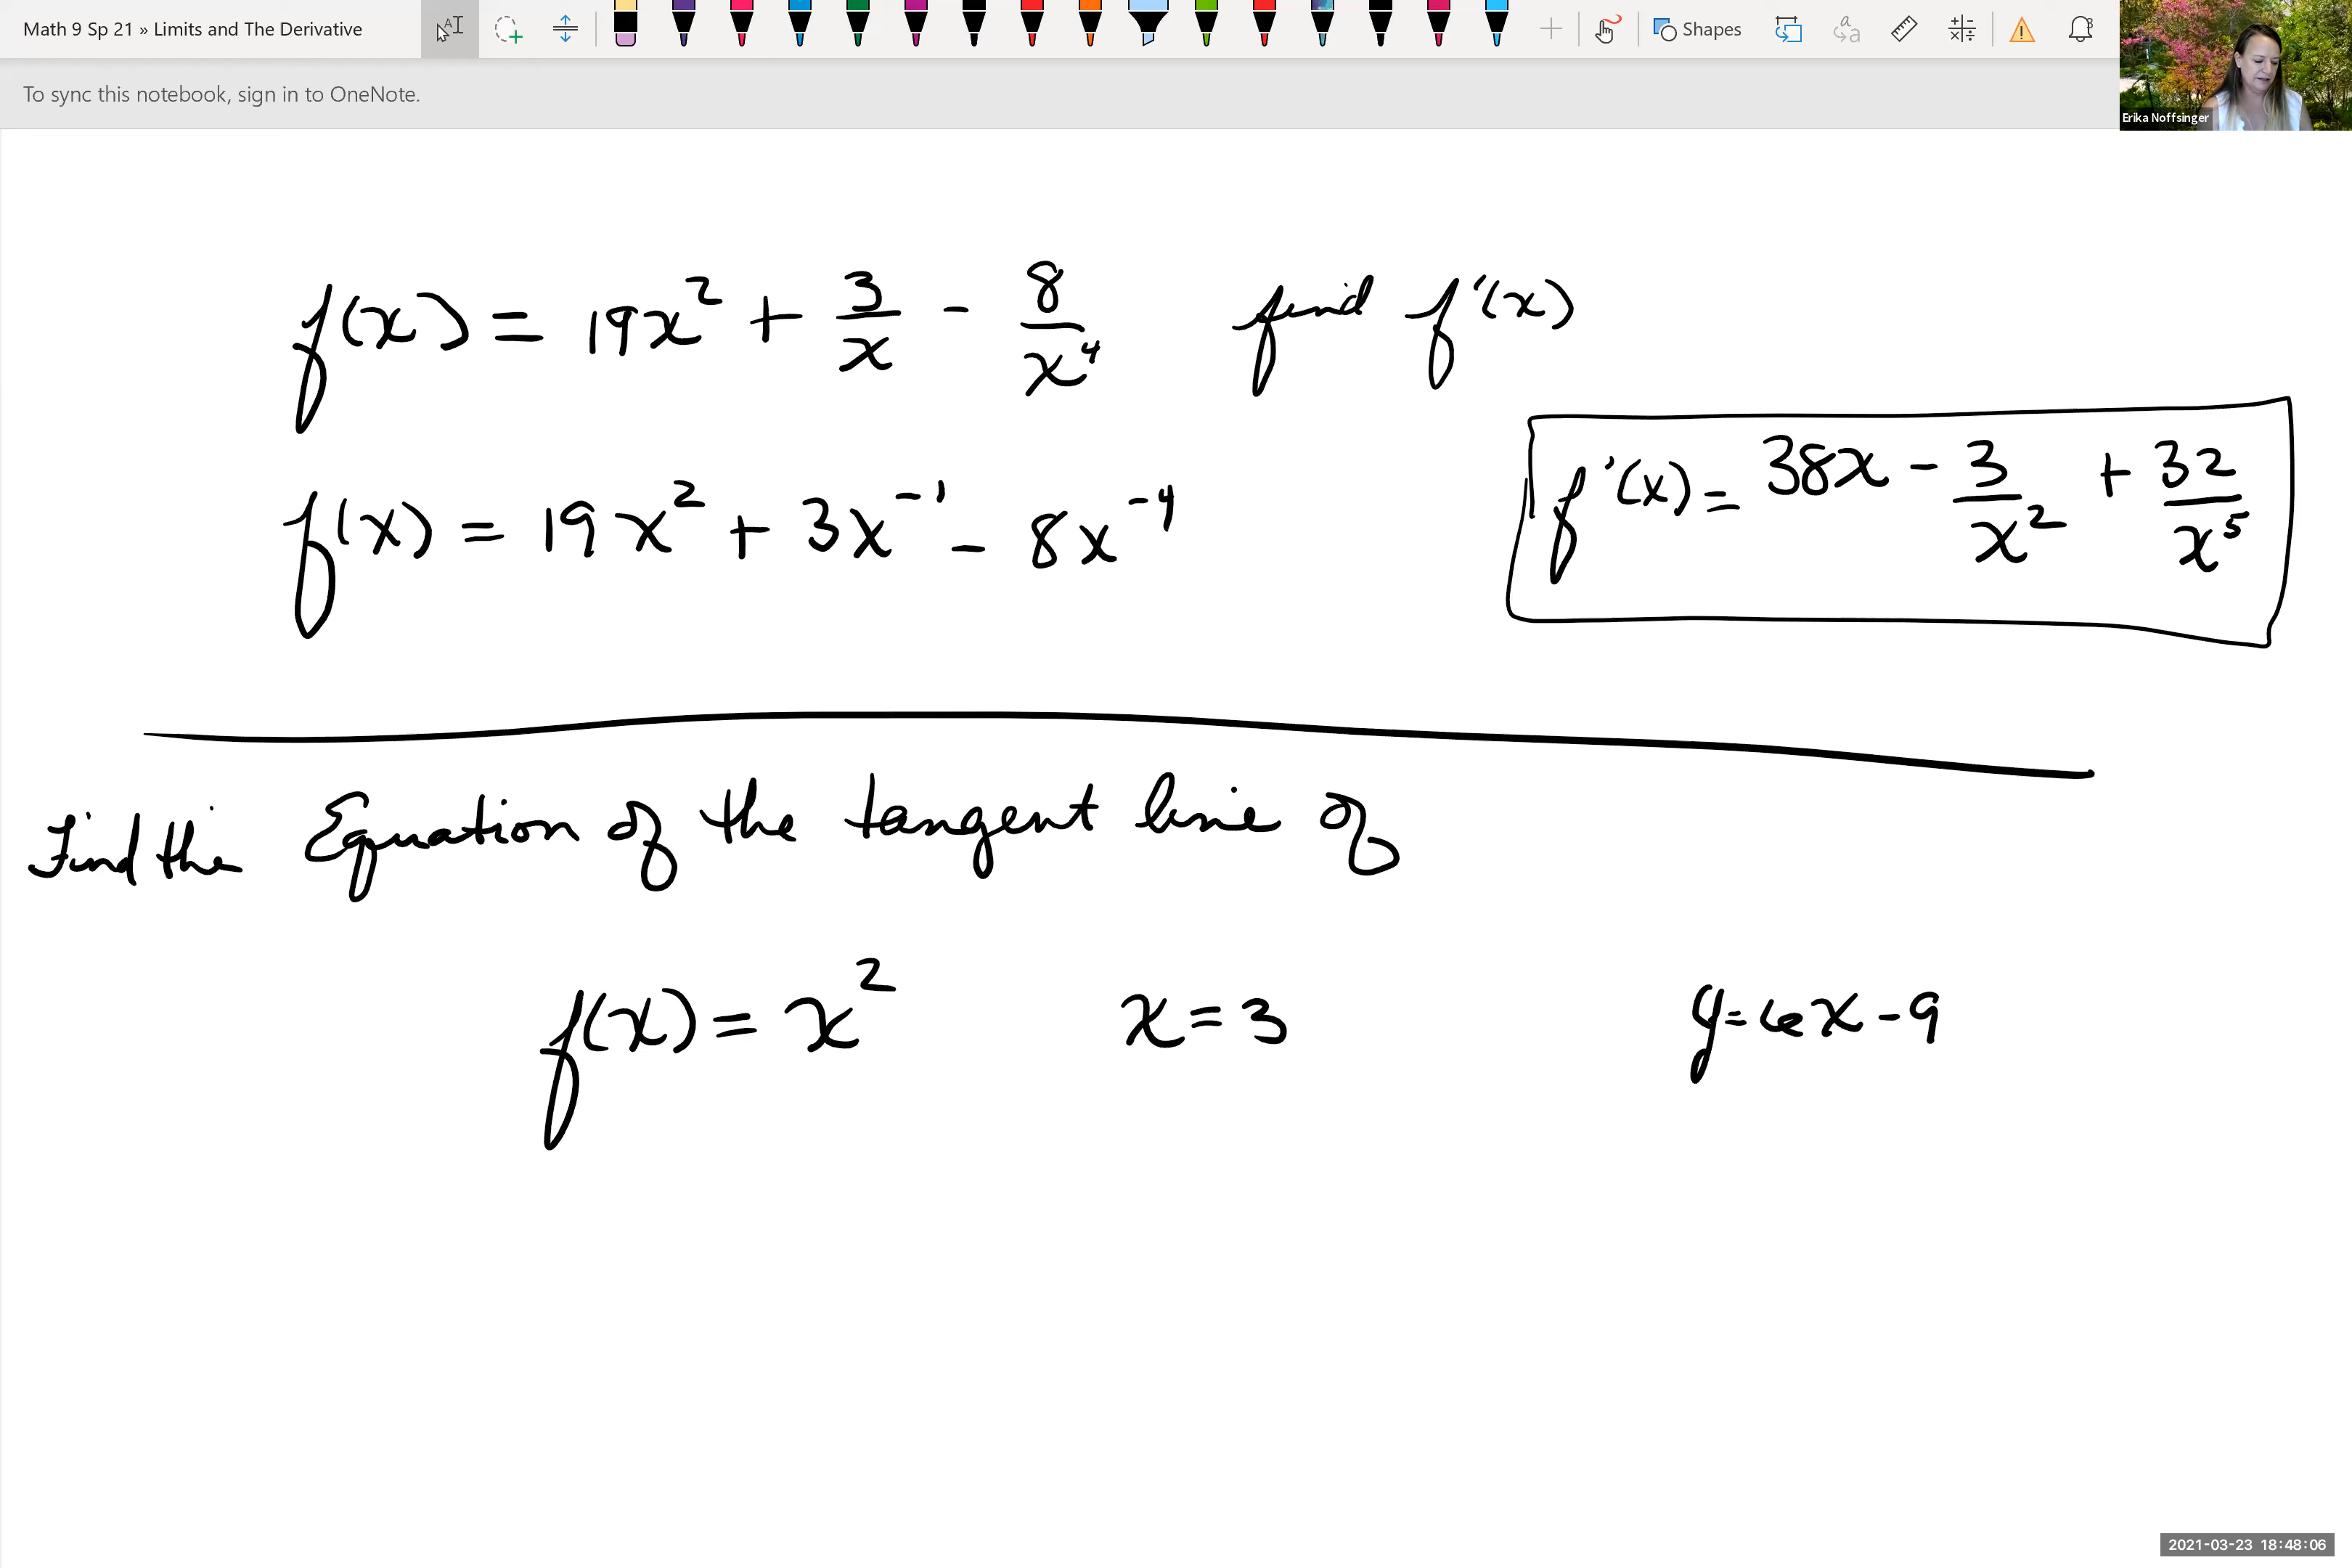 Math 9 Sp 21 » Limits and The Derivative
Shapes
To sync this notebook, sign in to OneNote.
Erika Noffsinger
f(x) = 19x² + 3/x - 8/x⁴ find f'(x)
f(x) = 19x² + 3x⁻¹ - 8x⁻⁴
f'(x) = 38x - 3/x² + 32/x⁵
Find the Equation of the tangent line of
f(x) = x² x = 3 y = 6x - 9
2021-03-23 18:48:06